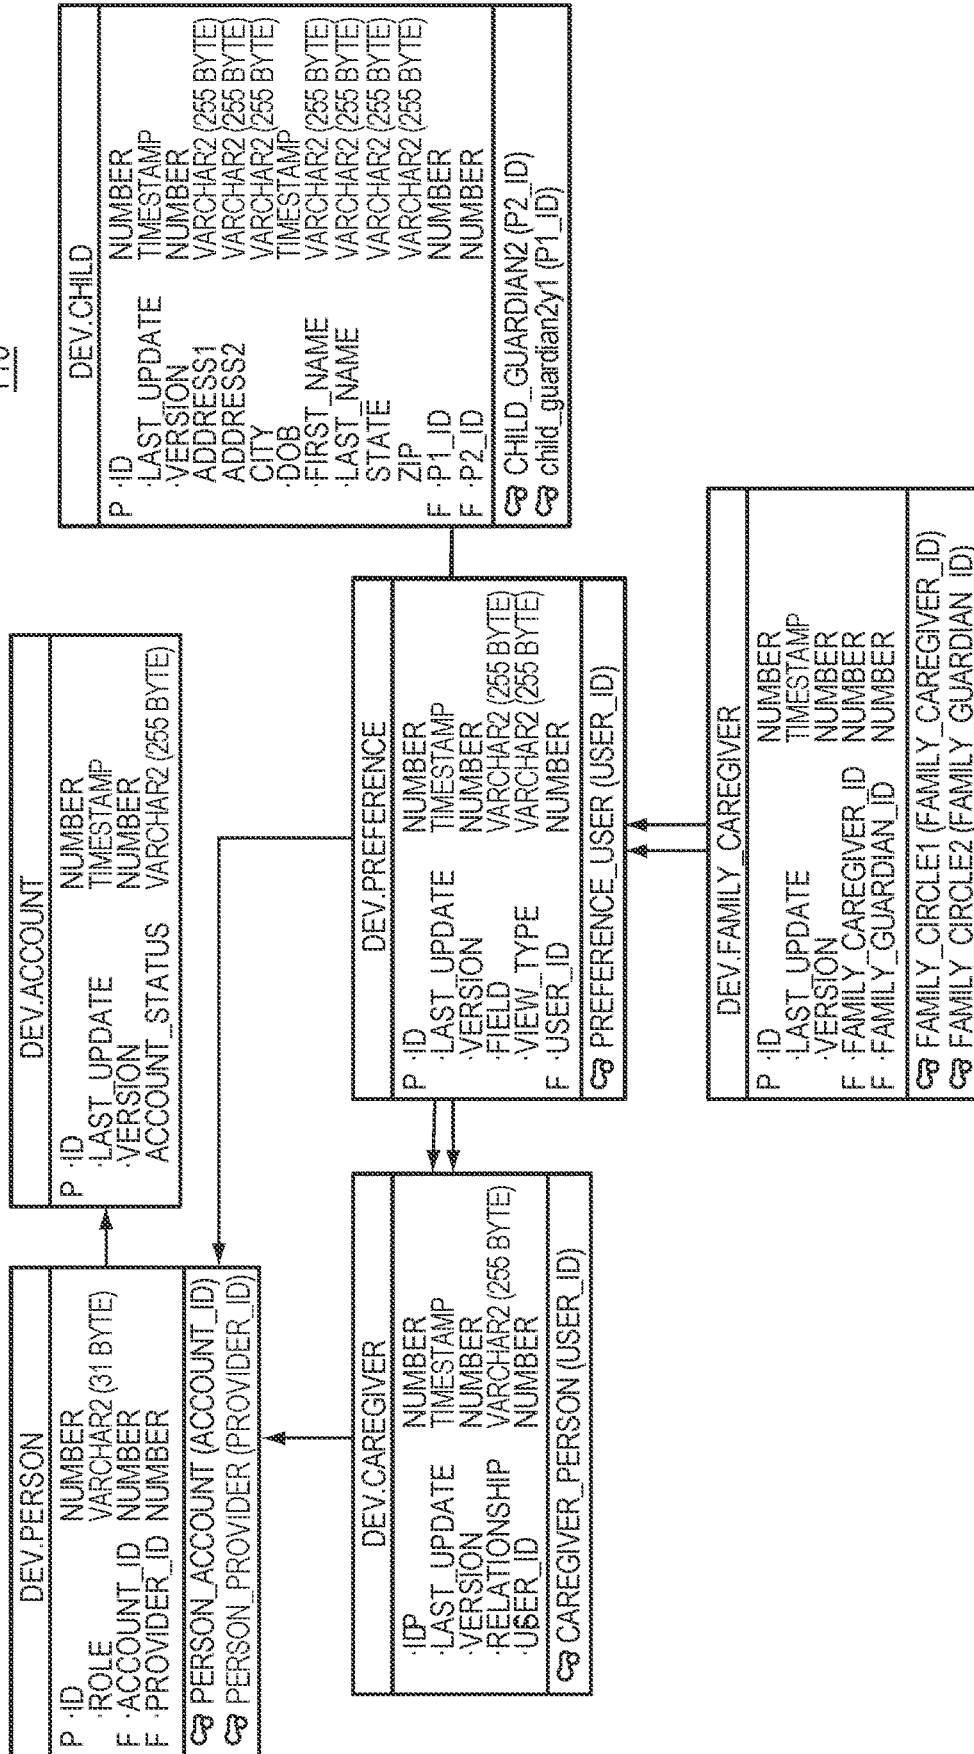 110
DEV.PERSON
P ·ID NUMBER
·ROLE VARCHAR2 (31 BYTE)
F ·ACCOUNT_ID NUMBER
F ·PROVIDER_ID NUMBER
PERSON_ACCOUNT (ACCOUNT_ID)
PERSON_PROVIDER (PROVIDER_ID)
DEV.ACCOUNT
P ·ID NUMBER
·LAST_UPDATE TIMESTAMP
·VERSION NUMBER
ACCOUNT_STATUS VARCHAR2 (255 BYTE)
DEV.CHILD
P ·ID NUMBER
·LAST_UPDATE TIMESTAMP
·VERSION NUMBER
ADDRESS1 VARCHAR2 (255 BYTE)
ADDRESS2 VARCHAR2 (255 BYTE)
CITY VARCHAR2 (255 BYTE)
·DOB TIMESTAMP
·FIRST_NAME VARCHAR2 (255 BYTE)
·LAST_NAME VARCHAR2 (255 BYTE)
STATE VARCHAR2 (255 BYTE)
ZIP VARCHAR2 (255 BYTE)
F ·P1_ID NUMBER
F ·P2_ID NUMBER
CHILD_GUARDIAN2 (P2_ID)
child_guardian2y1 (P1_ID)
DEV.CAREGIVER
·IDP NUMBER
·LAST_UPDATE TIMESTAMP
·VERSION NUMBER
·RELATIONSHIP VARCHAR2 (255 BYTE)
·USER_ID NUMBER
CAREGIVER_PERSON (USER_ID)
DEV.PREFERENCE
P ·ID NUMBER
·LAST_UPDATE TIMESTAMP
·VERSION NUMBER
·FIELD VARCHAR2 (255 BYTE)
·VIEW_TYPE VARCHAR2 (255 BYTE)
F ·USER_ID NUMBER
PREFERENCE_USER (USER_ID)
DEV.FAMILY_CAREGIVER
P ·ID NUMBER
LAST_UPDATE TIMESTAMP
·VERSION NUMBER
F ·FAMILY_CAREGIVER_ID NUMBER
F ·FAMILY_GUARDIAN_ID NUMBER
FAMILY_CIRCLE1 (FAMILY_CAREGIVER_ID)
FAMILY_CIRCLE2 (FAMILY_GUARDIAN_ID)